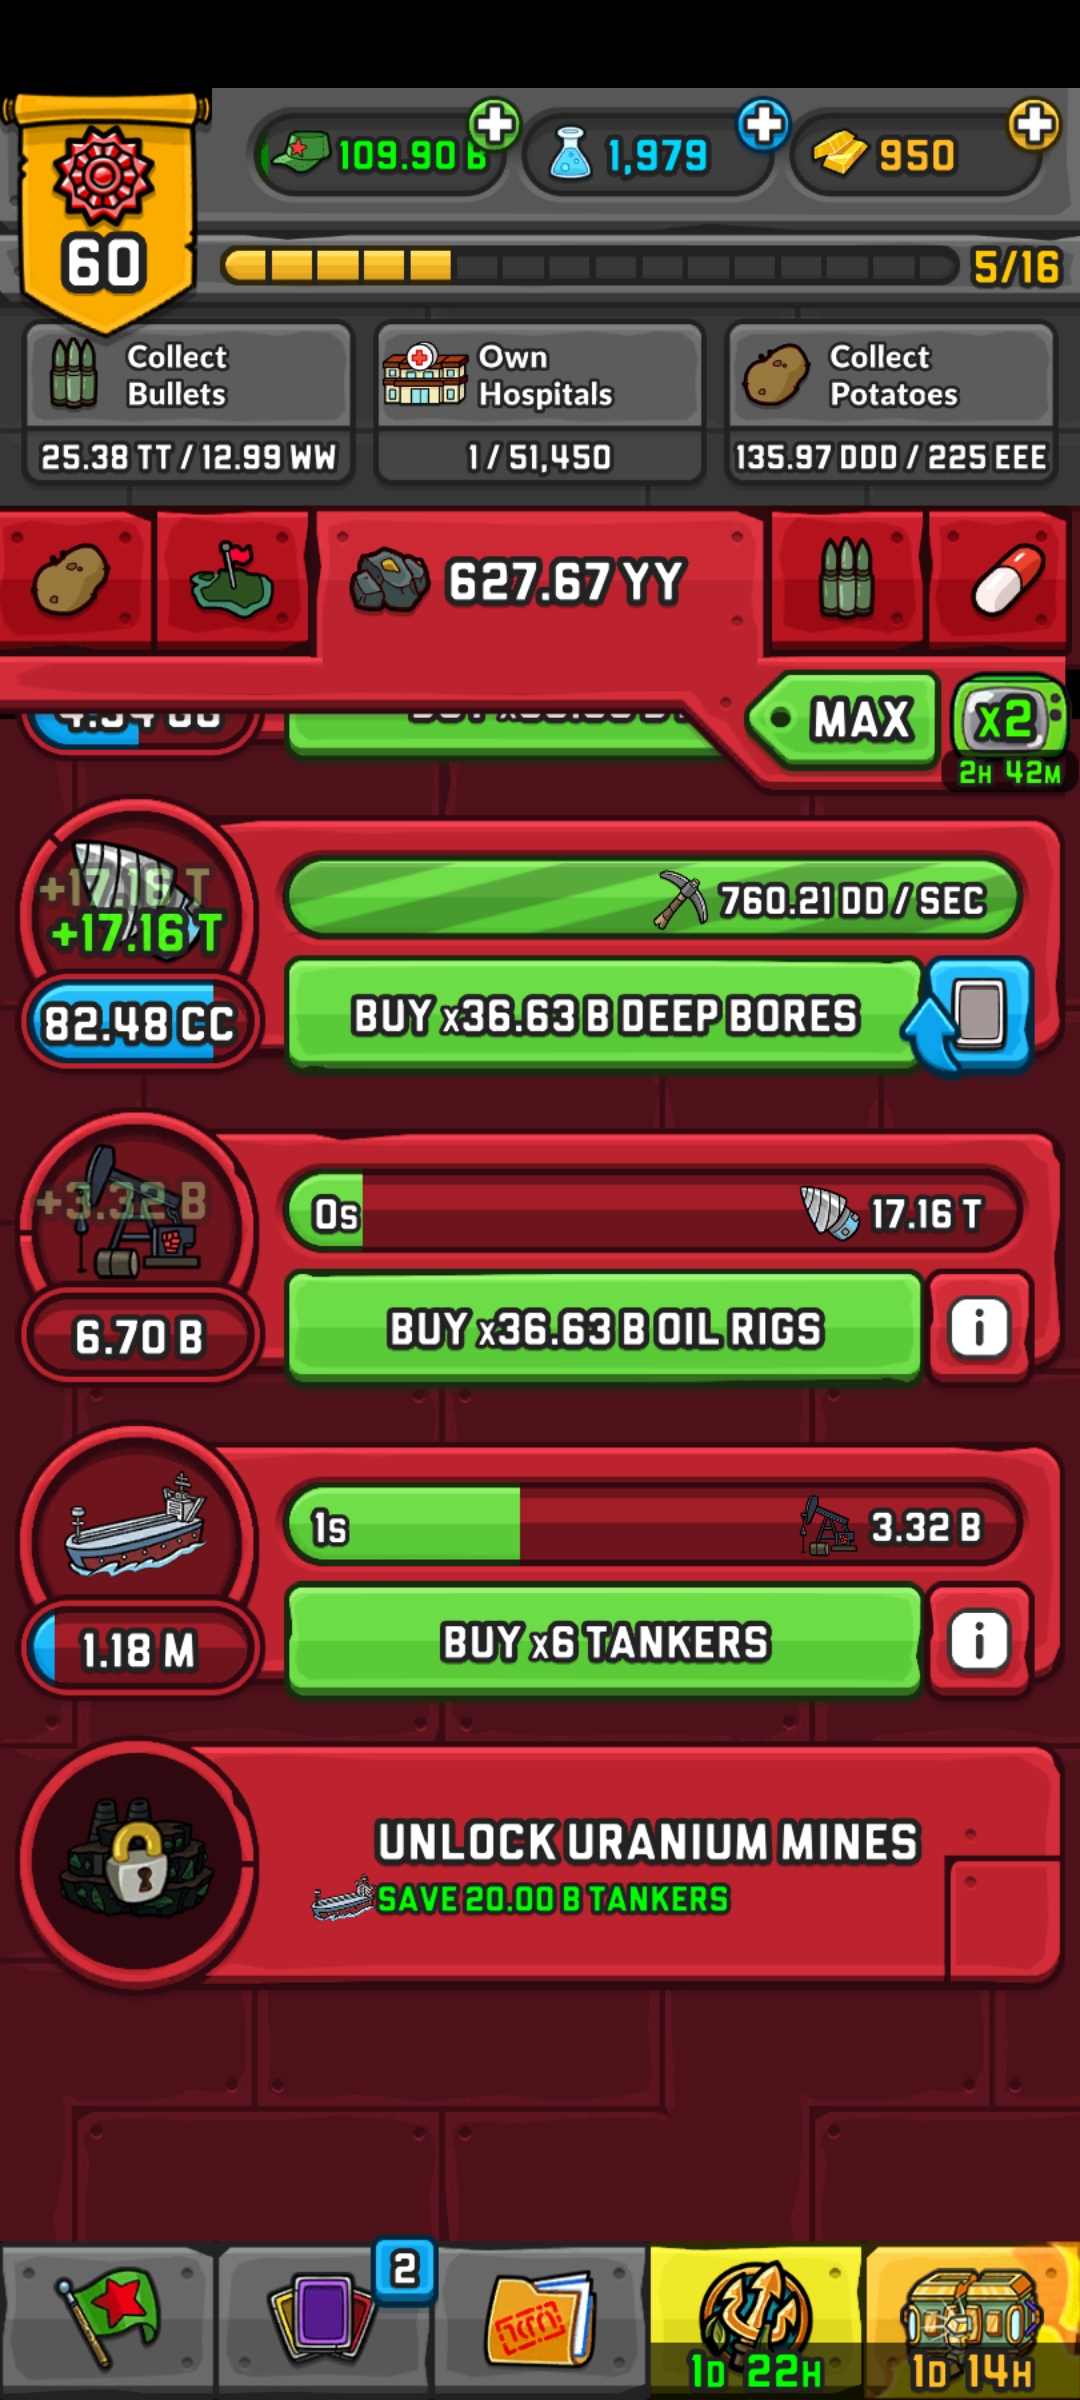 109.90 B
1,979
950
60
5/16
Collect
Bullets
25.38 TT / 12.99 WW
Own
Hospitals
1 / 51,450
Collect
Potatoes
135.97 DDD / 225 EEE
627.67 YY
MAX
x2
2H 42M
+17.16 T
+17.16 T
760.21 DD / SEC
82.48 CC
BUY x36.63 B DEEP BORES
+3.32 B
0s
17.16 T
6.70 B
BUY x36.63 B OIL RIGS
i
1s
3.32 B
1.18 M
BUY x6 TANKERS
i
UNLOCK URANIUM MINES
SAVE 20.00 B TANKERS
2
1D 22H
1D 14H